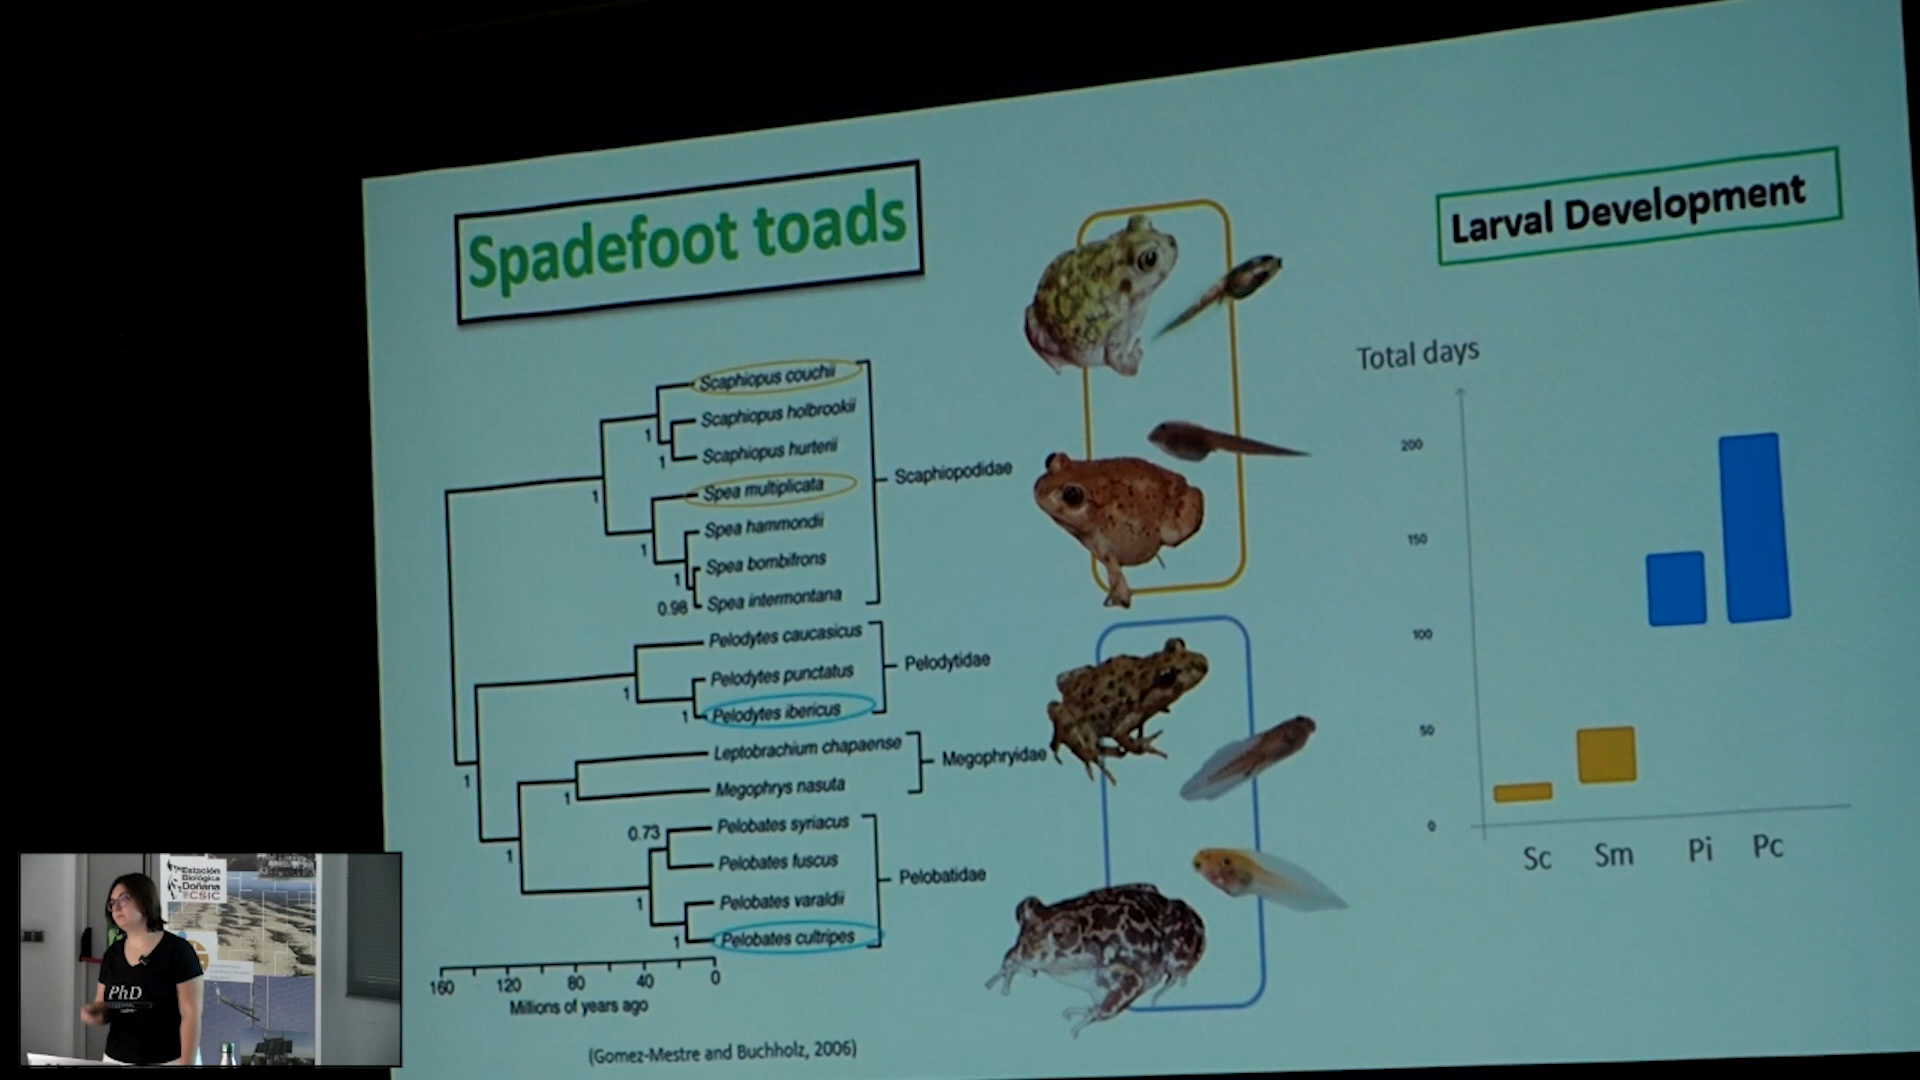 Spadefoot toads
Larval Development
Total days
Scaphiopus couchii
Scaphiopus holbrookii
Scaphiopus hurterii
Scaphiopodidae
Spea multiplicata
Spea hammondii
Spea bombifrons
Spea intermontana
Pelodytes caucasicus
Pelodytes punctatus
Pelodytidae
Pelodytes ibericus
Leptobrachium chapaense
Megophryidae
Megophrys nasuta
Pelobates syriacus
Pelobates fuscus
Pelobatidae
Pelobates varaldii
Pelobates cultripes
1
1
1
1
1
0.98
1
1
1
1
1
0.73
1
1
160 120 80 40 0
Millions of years ago
(Gomez-Mestre and Buchholz, 2006)
200
150
100
50
0
Sc Sm Pi Pc
Estación
Biológica
Doñana
CSIC
PhD